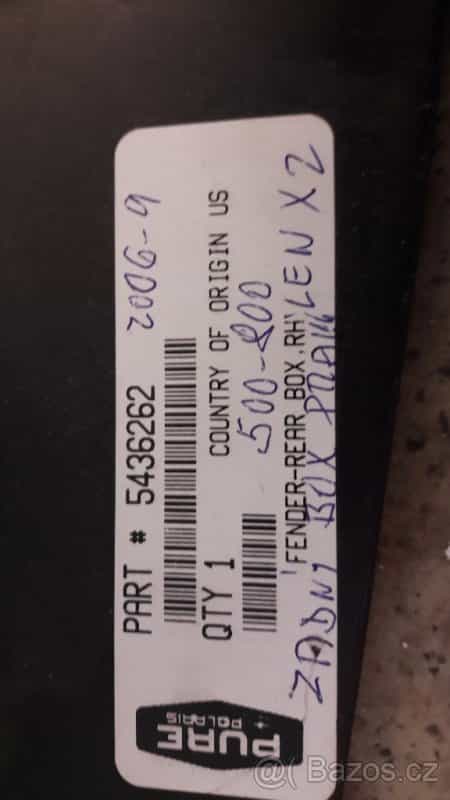 PART # 5436262 2006-9
QTY 1 COUNTRY OF ORIGIN US
500-800
'FENDER-REAR BOX,RH' LEN X 2
ZADNÍ BOX PRAVÝ
PURE
POLARIS
@( Bazos.cz